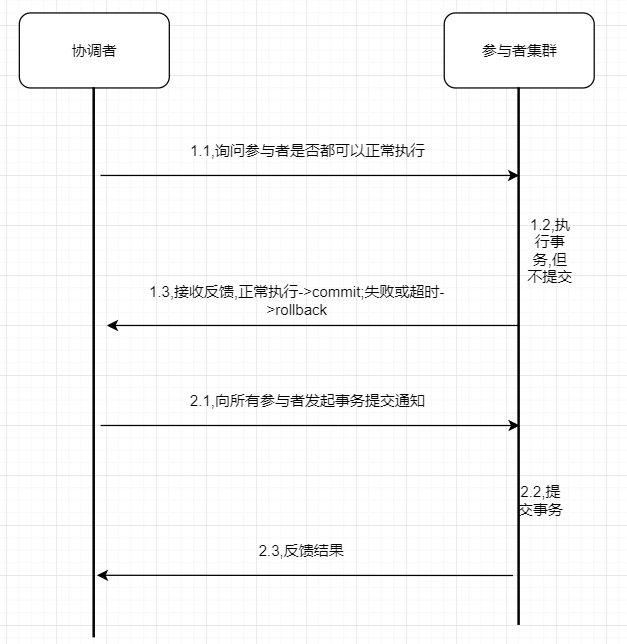 协调者
参与者集群
1.1,询问参与者是否都可以正常执行
1.2,执
行事
务,但
不提交
1.3,接收反馈,正常执行->commit;失败或超时-
>rollback
2.1,向所有参与者发起事务提交通知
2.2,提
交事务
2.3,反馈结果